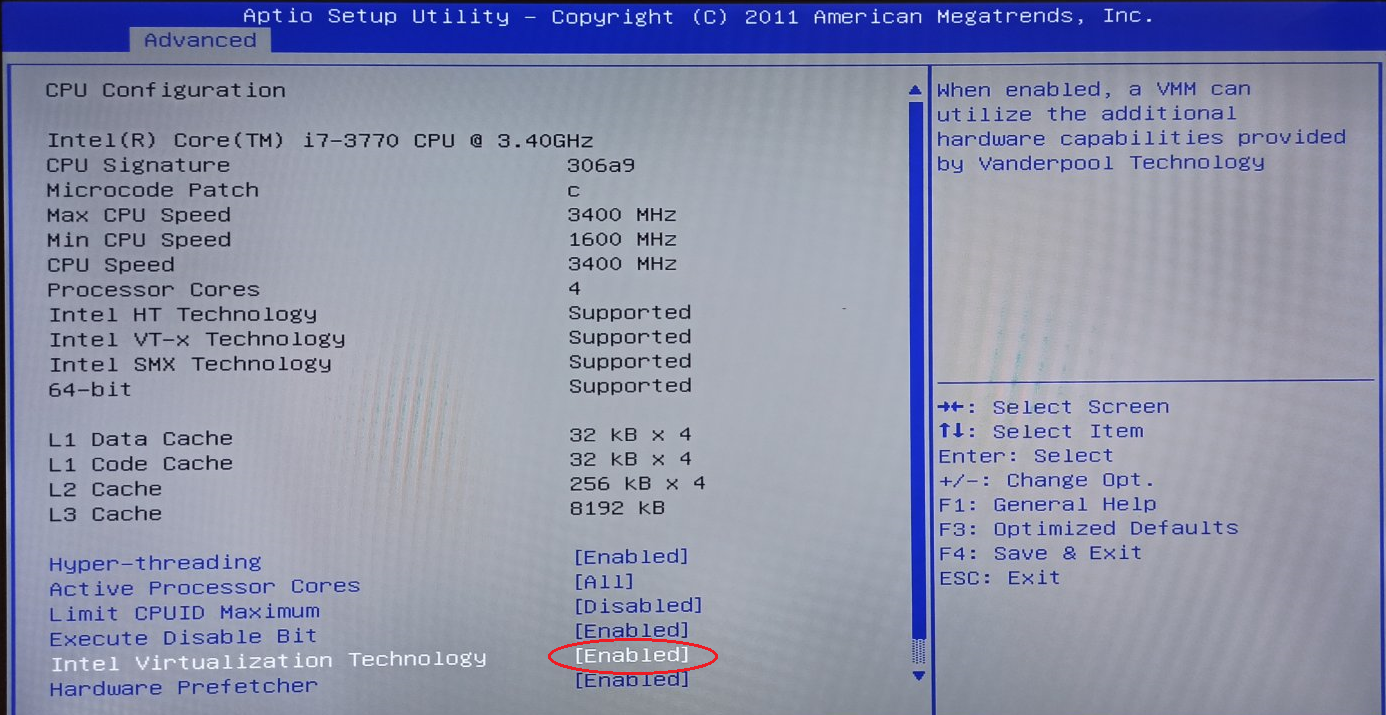 Aptio Setup Utility – Copyright (C) 2011 American Megatrends, Inc.
Advanced
CPU Configuration
Intel(R) Core(TM) i7-3770 CPU @ 3.40GHz
CPU Signature 306a9
Microcode Patch c
Max CPU Speed 3400 MHz
Min CPU Speed 1600 MHz
CPU Speed 3400 MHz
Processor Cores 4
Intel HT Technology Supported
Intel VT-x Technology Supported
Intel SMX Technology Supported
64-bit Supported
L1 Data Cache 32 kB x 4
L1 Code Cache 32 kB x 4
L2 Cache 256 kB x 4
L3 Cache 8192 kB
Hyper-threading [Enabled]
Active Processor Cores [All]
Limit CPUID Maximum [Disabled]
Execute Disable Bit [Enabled]
Intel Virtualization Technology [Enabled]
Hardware Prefetcher [Enabled]
When enabled, a VMM can
utilize the additional
hardware capabilities provided
by Vanderpool Technology
→←: Select Screen
↑↓: Select Item
Enter: Select
+/-: Change Opt.
F1: General Help
F3: Optimized Defaults
F4: Save & Exit
ESC: Exit